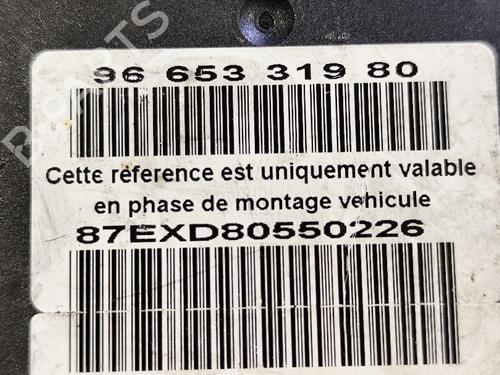 96 653 319 80
Cette reference est uniquement valable
en phase de montage vehicule
87EXD80550226